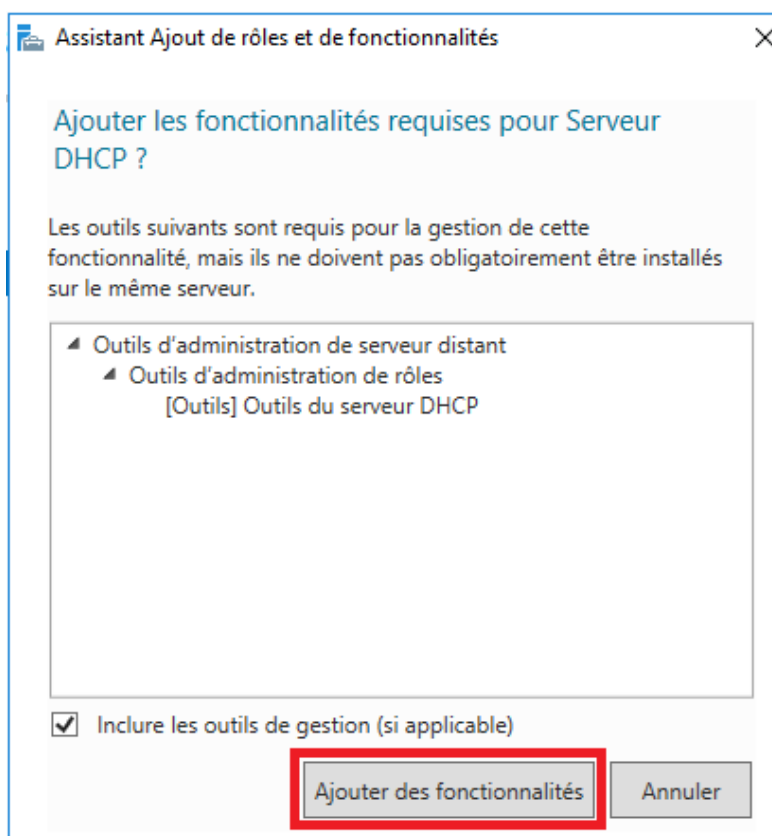 Assistant Ajout de rôles et de fonctionnalités
Ajouter les fonctionnalités requises pour Serveur
DHCP ?
Les outils suivants sont requis pour la gestion de cette
fonctionnalité, mais ils ne doivent pas obligatoirement être installés
sur le même serveur.
Outils d'administration de serveur distant
Outils d'administration de rôles
[Outils] Outils du serveur DHCP
Inclure les outils de gestion (si applicable)
Ajouter des fonctionnalités Annuler